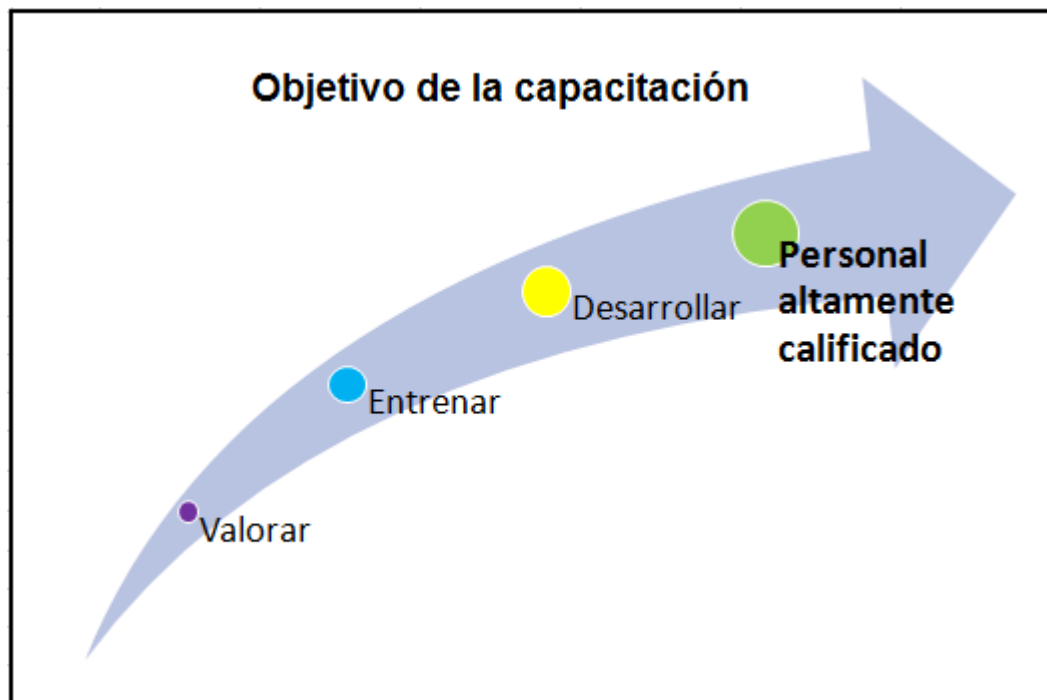 Objetivo de la capacitación
Personal
altamente
calificado
Desarrollar
Entrenar
Valorar